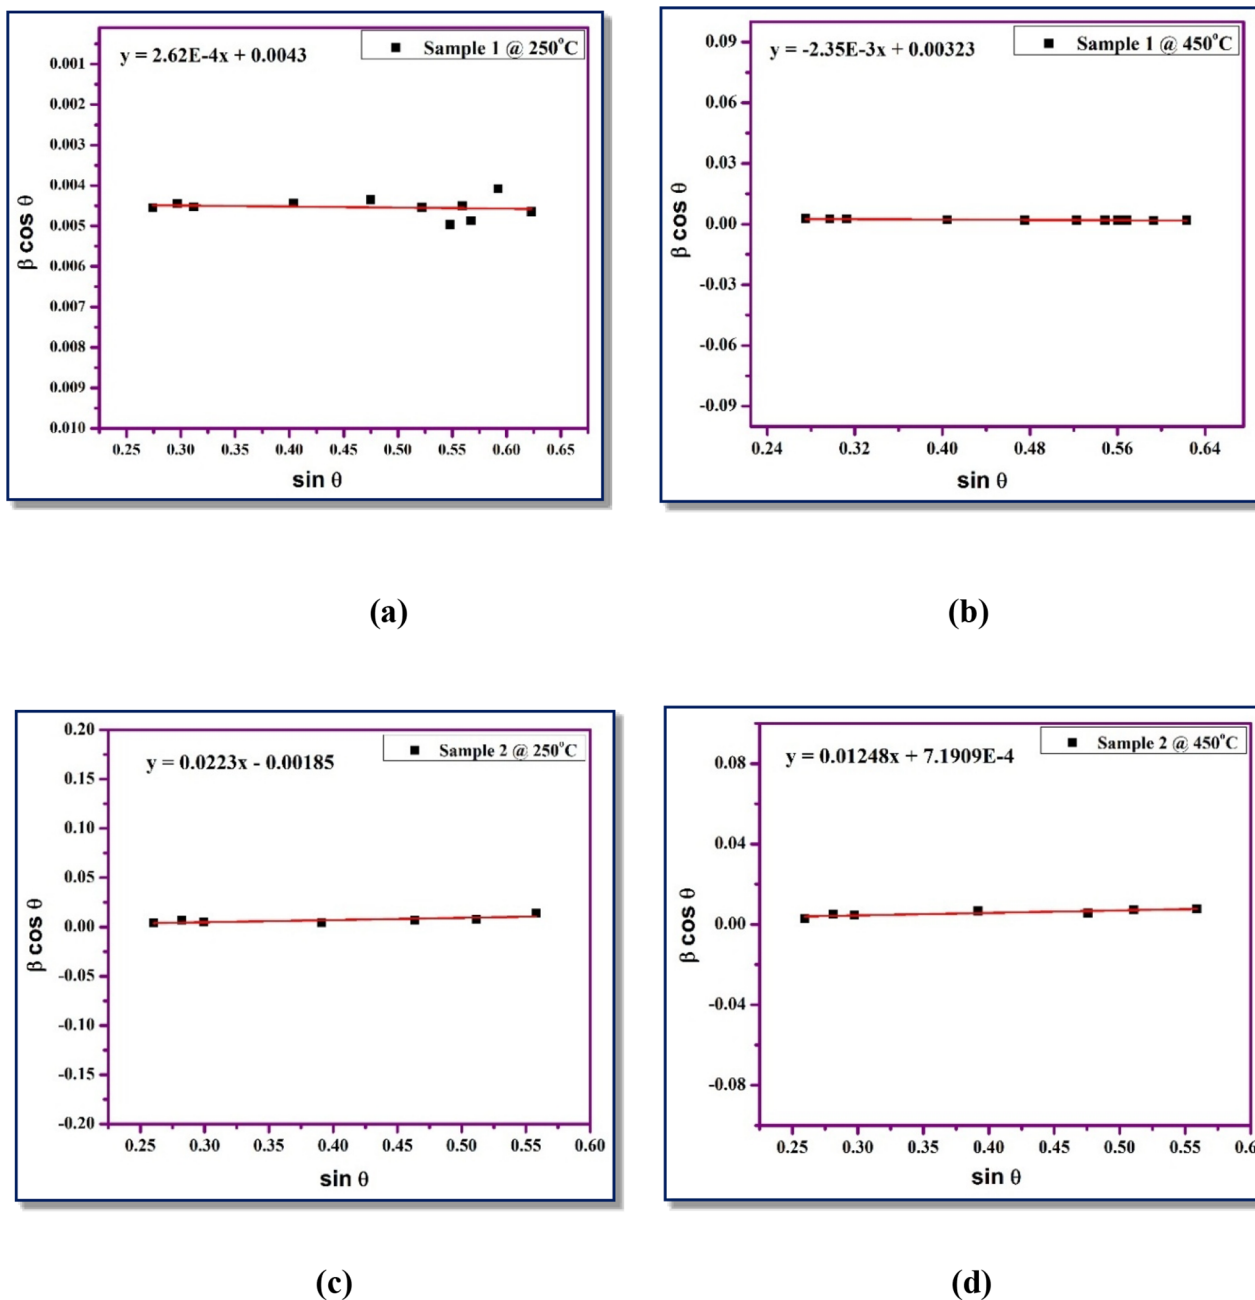 y = 2.62E-4x + 0.0043
Sample 1 @ 250°C
0.001
0.002
0.003
0.004
0.005
0.006
0.007
0.008
0.009
0.010
β cos θ
0.25 0.30 0.35 0.40 0.45 0.50 0.55 0.60 0.65
sin θ
(a)
y = -2.35E-3x + 0.00323
Sample 1 @ 450°C
0.09
0.06
0.03
0.00
-0.03
-0.06
-0.09
β cos θ
0.24 0.32 0.40 0.48 0.56 0.64
sin θ
(b)
y = 0.0223x - 0.00185
Sample 2 @ 250°C
0.20
0.15
0.10
0.05
0.00
-0.05
-0.10
-0.15
-0.20
β cos θ
0.25 0.30 0.35 0.40 0.45 0.50 0.55 0.60
sin θ
(c)
y = 0.01248x + 7.1909E-4
Sample 2 @ 450°C
0.08
0.04
0.00
-0.04
-0.08
β cos θ
0.25 0.30 0.35 0.40 0.45 0.50 0.55 0.6
sin θ
(d)